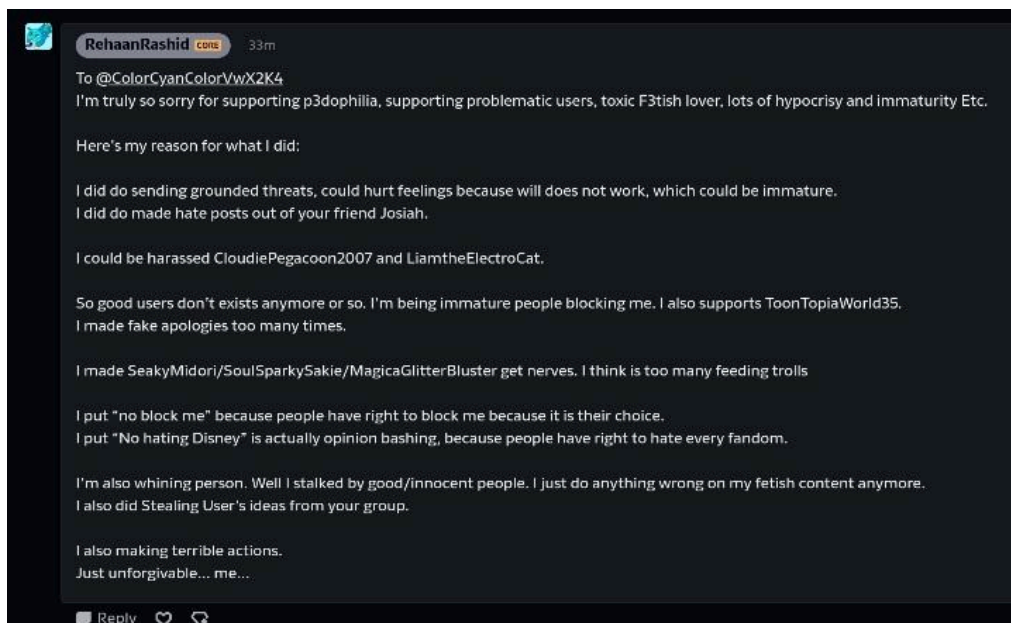 RehaanRashid CORE 33m
To @ColorCyanColorVwX2K4
I'm truly so sorry for supporting p3dophilia, supporting problematic users, toxic F3tish lover, lots of hypocrisy and immaturity Etc.
Here's my reason for what I did:
I did do sending grounded threats, could hurt feelings because will does not work, which could be immature.
I did do made hate posts out of your friend Josiah.
I could be harassed CloudiePegacoon2007 and LiamtheElectroCat.
So good users don't exists anymore or so. I'm being immature people blocking me. I also supports ToonTopiaWorld35.
I made fake apologies too many times.
I made SeakyMidori/SoulSparkySakie/MagicaGlitterBluster get nerves. I think is too many feeding trolls
I put "no block me" because people have right to block me because it is their choice.
I put "No hating Disney" is actually opinion bashing, because people have right to hate every fandom.
I'm also whining person. Well I stalked by good/innocent people. I just do anything wrong on my fetish content anymore.
I also did Stealing User's ideas from your group.
I also making terrible actions.
Just unforgivable... me...
Reply